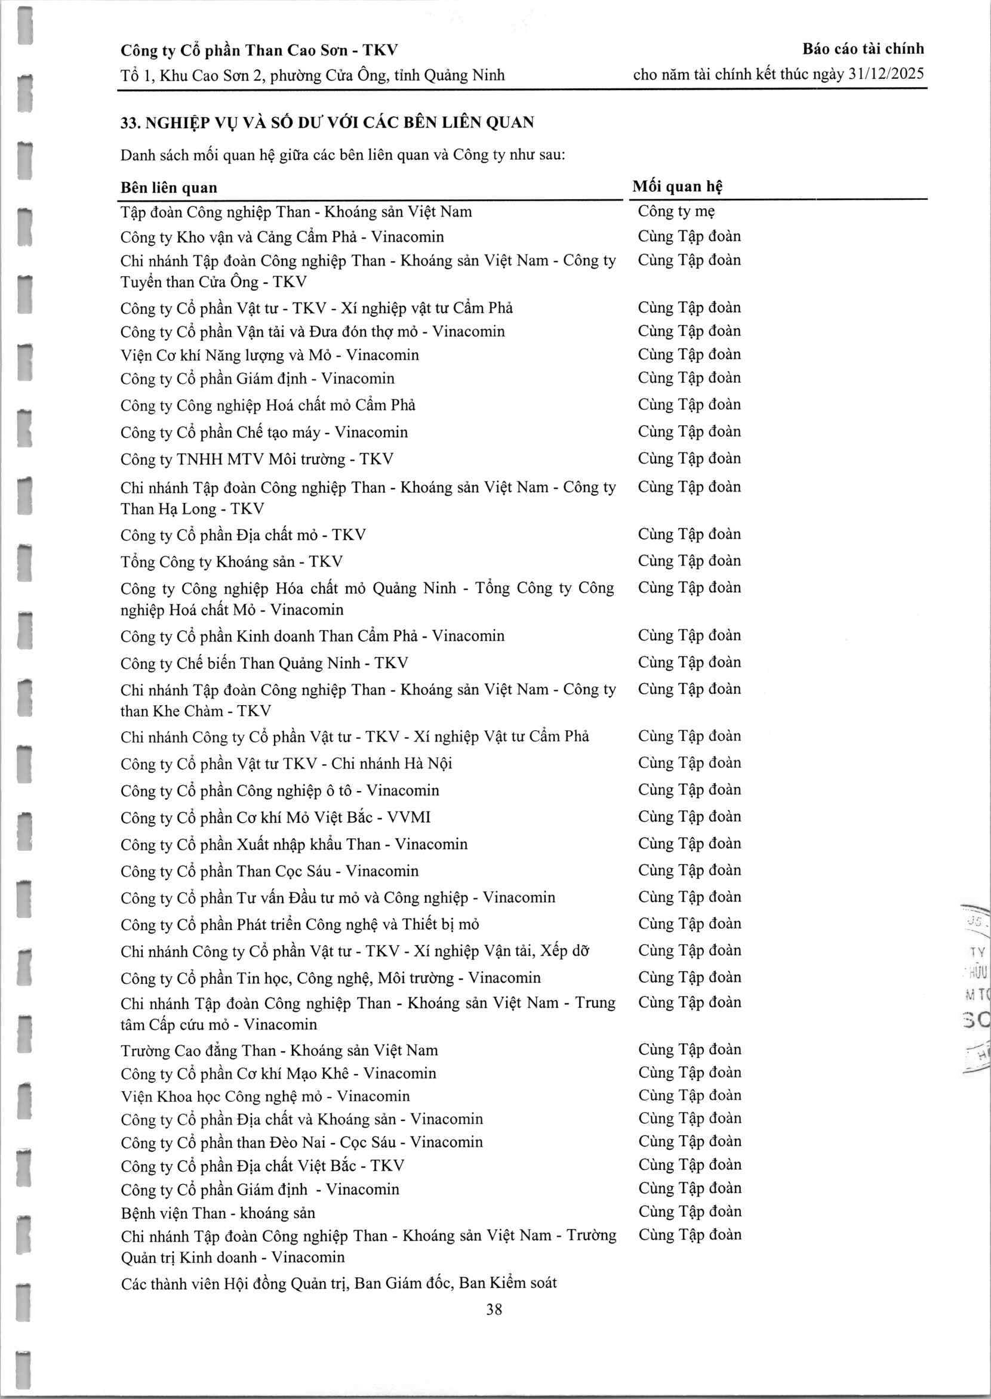 Công ty Cổ phần Than Cao Sơn - TKV
Báo cáo tài chính
Tổ 1, Khu Cao Sơn 2, phường Cửa Ông, tỉnh Quảng Ninh
cho năm tài chính kết thúc ngày 31/12/2025
33. NGHIỆP VỤ VÀ SỐ DƯ VỚI CÁC BÊN LIÊN QUAN
Danh sách mối quan hệ giữa các bên liên quan và Công ty như sau:
Bên liên quan Mối quan hệ
Tập đoàn Công nghiệp Than - Khoáng sản Việt Nam Công ty mẹ
Công ty Kho vận và Cảng Cẩm Phả - Vinacomin Cùng Tập đoàn
Chi nhánh Tập đoàn Công nghiệp Than - Khoáng sản Việt Nam - Công ty Cùng Tập đoàn
Tuyển than Cửa Ông - TKV
Công ty Cổ phần Vật tư - TKV - Xí nghiệp vật tư Cẩm Phả Cùng Tập đoàn
Công ty Cổ phần Vận tải và Đưa đón thợ mỏ - Vinacomin Cùng Tập đoàn
Viện Cơ khí Năng lượng và Mỏ - Vinacomin Cùng Tập đoàn
Công ty Cổ phần Giám định - Vinacomin Cùng Tập đoàn
Công ty Công nghiệp Hoá chất mỏ Cẩm Phả Cùng Tập đoàn
Công ty Cổ phần Chế tạo máy - Vinacomin Cùng Tập đoàn
Công ty TNHH MTV Môi trường - TKV Cùng Tập đoàn
Chi nhánh Tập đoàn Công nghiệp Than - Khoáng sản Việt Nam - Công ty Cùng Tập đoàn
Than Hạ Long - TKV
Công ty Cổ phần Địa chất mỏ - TKV Cùng Tập đoàn
Tổng Công ty Khoáng sản - TKV Cùng Tập đoàn
Công ty Công nghiệp Hóa chất mỏ Quảng Ninh - Tổng Công ty Công Cùng Tập đoàn
nghiệp Hoá chất Mỏ - Vinacomin
Công ty Cổ phần Kinh doanh Than Cẩm Phả - Vinacomin Cùng Tập đoàn
Công ty Chế biến Than Quảng Ninh - TKV Cùng Tập đoàn
Chi nhánh Tập đoàn Công nghiệp Than - Khoáng sản Việt Nam - Công ty Cùng Tập đoàn
than Khe Chàm - TKV
Chi nhánh Công ty Cổ phần Vật tư - TKV - Xí nghiệp Vật tư Cẩm Phả Cùng Tập đoàn
Công ty Cổ phần Vật tư TKV - Chi nhánh Hà Nội Cùng Tập đoàn
Công ty Cổ phần Công nghiệp ô tô - Vinacomin Cùng Tập đoàn
Công ty Cổ phần Cơ khí Mỏ Việt Bắc - VVMI Cùng Tập đoàn
Công ty Cổ phần Xuất nhập khẩu Than - Vinacomin Cùng Tập đoàn
Công ty Cổ phần Than Cọc Sáu - Vinacomin Cùng Tập đoàn
Công ty Cổ phần Tư vấn Đầu tư mỏ và Công nghiệp - Vinacomin Cùng Tập đoàn
Công ty Cổ phần Phát triển Công nghệ và Thiết bị mỏ Cùng Tập đoàn
Chi nhánh Công ty Cổ phần Vật tư - TKV - Xí nghiệp Vận tải, Xếp dỡ Cùng Tập đoàn
Công ty Cổ phần Tin học, Công nghệ, Môi trường - Vinacomin Cùng Tập đoàn
Chi nhánh Tập đoàn Công nghiệp Than - Khoáng sản Việt Nam - Trung Cùng Tập đoàn
tâm Cấp cứu mỏ - Vinacomin
Trường Cao đẳng Than - Khoáng sản Việt Nam Cùng Tập đoàn
Công ty Cổ phần Cơ khí Mạo Khê - Vinacomin Cùng Tập đoàn
Viện Khoa học Công nghệ mỏ - Vinacomin Cùng Tập đoàn
Công ty Cổ phần Địa chất và Khoáng sản - Vinacomin Cùng Tập đoàn
Công ty Cổ phần than Đèo Nai - Cọc Sáu - Vinacomin Cùng Tập đoàn
Công ty Cổ phần Địa chất Việt Bắc - TKV Cùng Tập đoàn
Công ty Cổ phần Giám định - Vinacomin Cùng Tập đoàn
Bệnh viện Than - khoáng sản Cùng Tập đoàn
Chi nhánh Tập đoàn Công nghiệp Than - Khoáng sản Việt Nam - Trường Cùng Tập đoàn
Quản trị Kinh doanh - Vinacomin
Các thành viên Hội đồng Quản trị, Ban Giám đốc, Ban Kiểm soát
38
TY